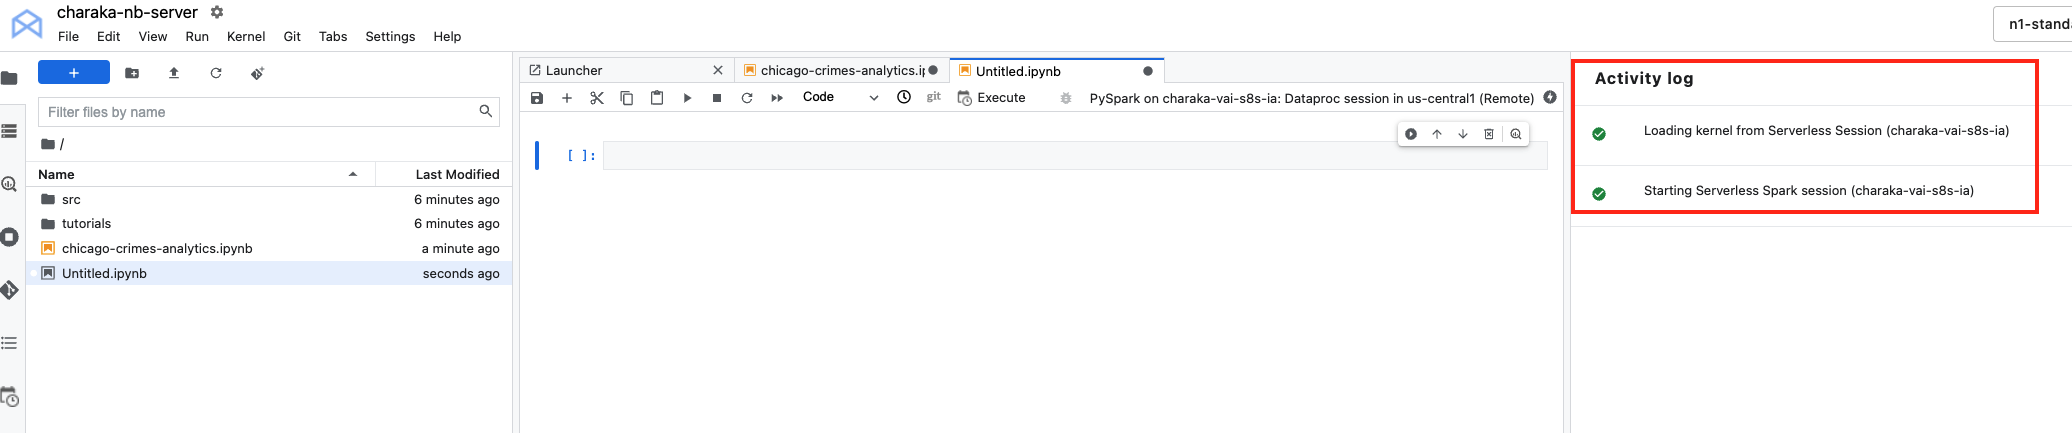 charaka-nb-server
File Edit View Run Kernel Git Tabs Settings Help
n1-stand
Filter files by name
/
Name Last Modified
src 6 minutes ago
tutorials 6 minutes ago
chicago-crimes-analytics.ipynb a minute ago
Untitled.ipynb seconds ago
Launcher
chicago-crimes-analytics.ip
Untitled.ipynb
Code git Execute PySpark on charaka-vai-s8s-ia: Dataproc session in us-central1 (Remote)
[ ]:
Activity log
Loading kernel from Serverless Session (charaka-vai-s8s-ia)
Starting Serverless Spark session (charaka-vai-s8s-ia)